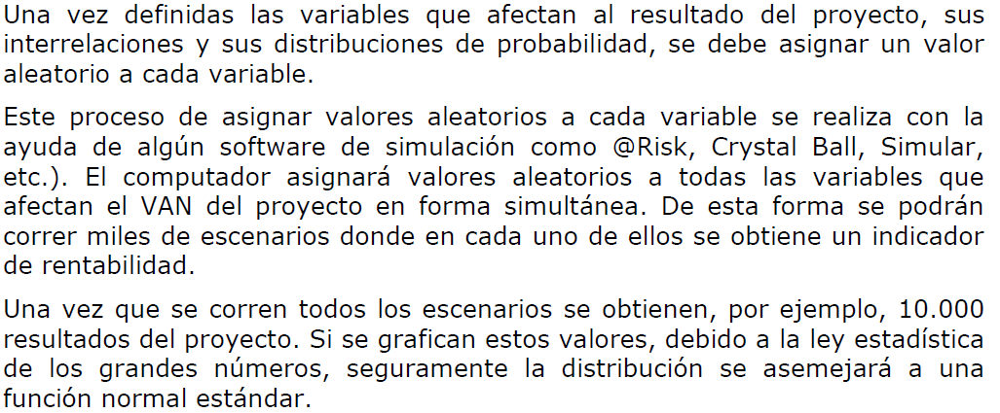 Una vez definidas las variables que afectan al resultado del proyecto, sus
interrelaciones y sus distribuciones de probabilidad, se debe asignar un valor
aleatorio a cada variable.
Este proceso de asignar valores aleatorios a cada variable se realiza con la
ayuda de algún software de simulación como @Risk, Crystal Ball, Simular,
etc.). El computador asignará valores aleatorios a todas las variables que
afectan el VAN del proyecto en forma simultánea. De esta forma se podrán
correr miles de escenarios donde en cada uno de ellos se obtiene un indicador
de rentabilidad.
Una vez que se corren todos los escenarios se obtienen, por ejemplo, 10.000
resultados del proyecto. Si se grafican estos valores, debido a la ley estadística
de los grandes números, seguramente la distribución se asemejará a una
función normal estándar.